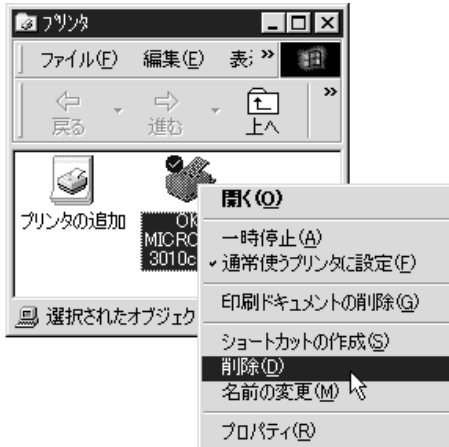 プリンタ
ファイル(F) 編集(E) 表 »
戻る 進む 上へ »
プリンタの追加
OK
MICRO
3010c
選択されたオブジェク
開く(O)
一時停止(A)
通常使うプリンタに設定(F)
印刷ドキュメントの削除(G)
ショートカットの作成(S)
削除(D)
名前の変更(M)
プロパティ(R)